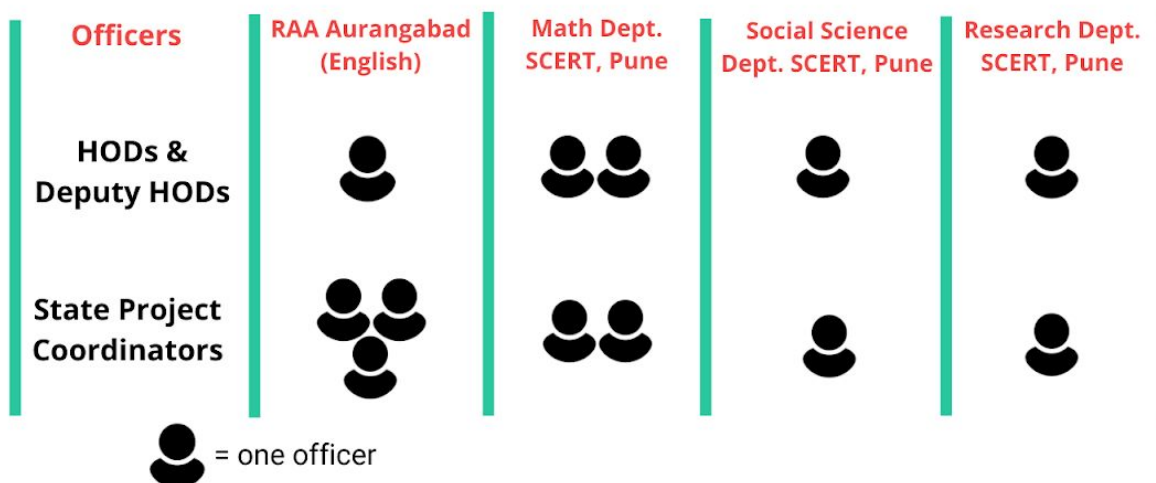 Officers
RAA Aurangabad
(English)
Math Dept.
SCERT, Pune
Social Science
Dept. SCERT, Pune
Research Dept.
SCERT, Pune
HODs &
Deputy HODs
State Project
Coordinators
= one officer